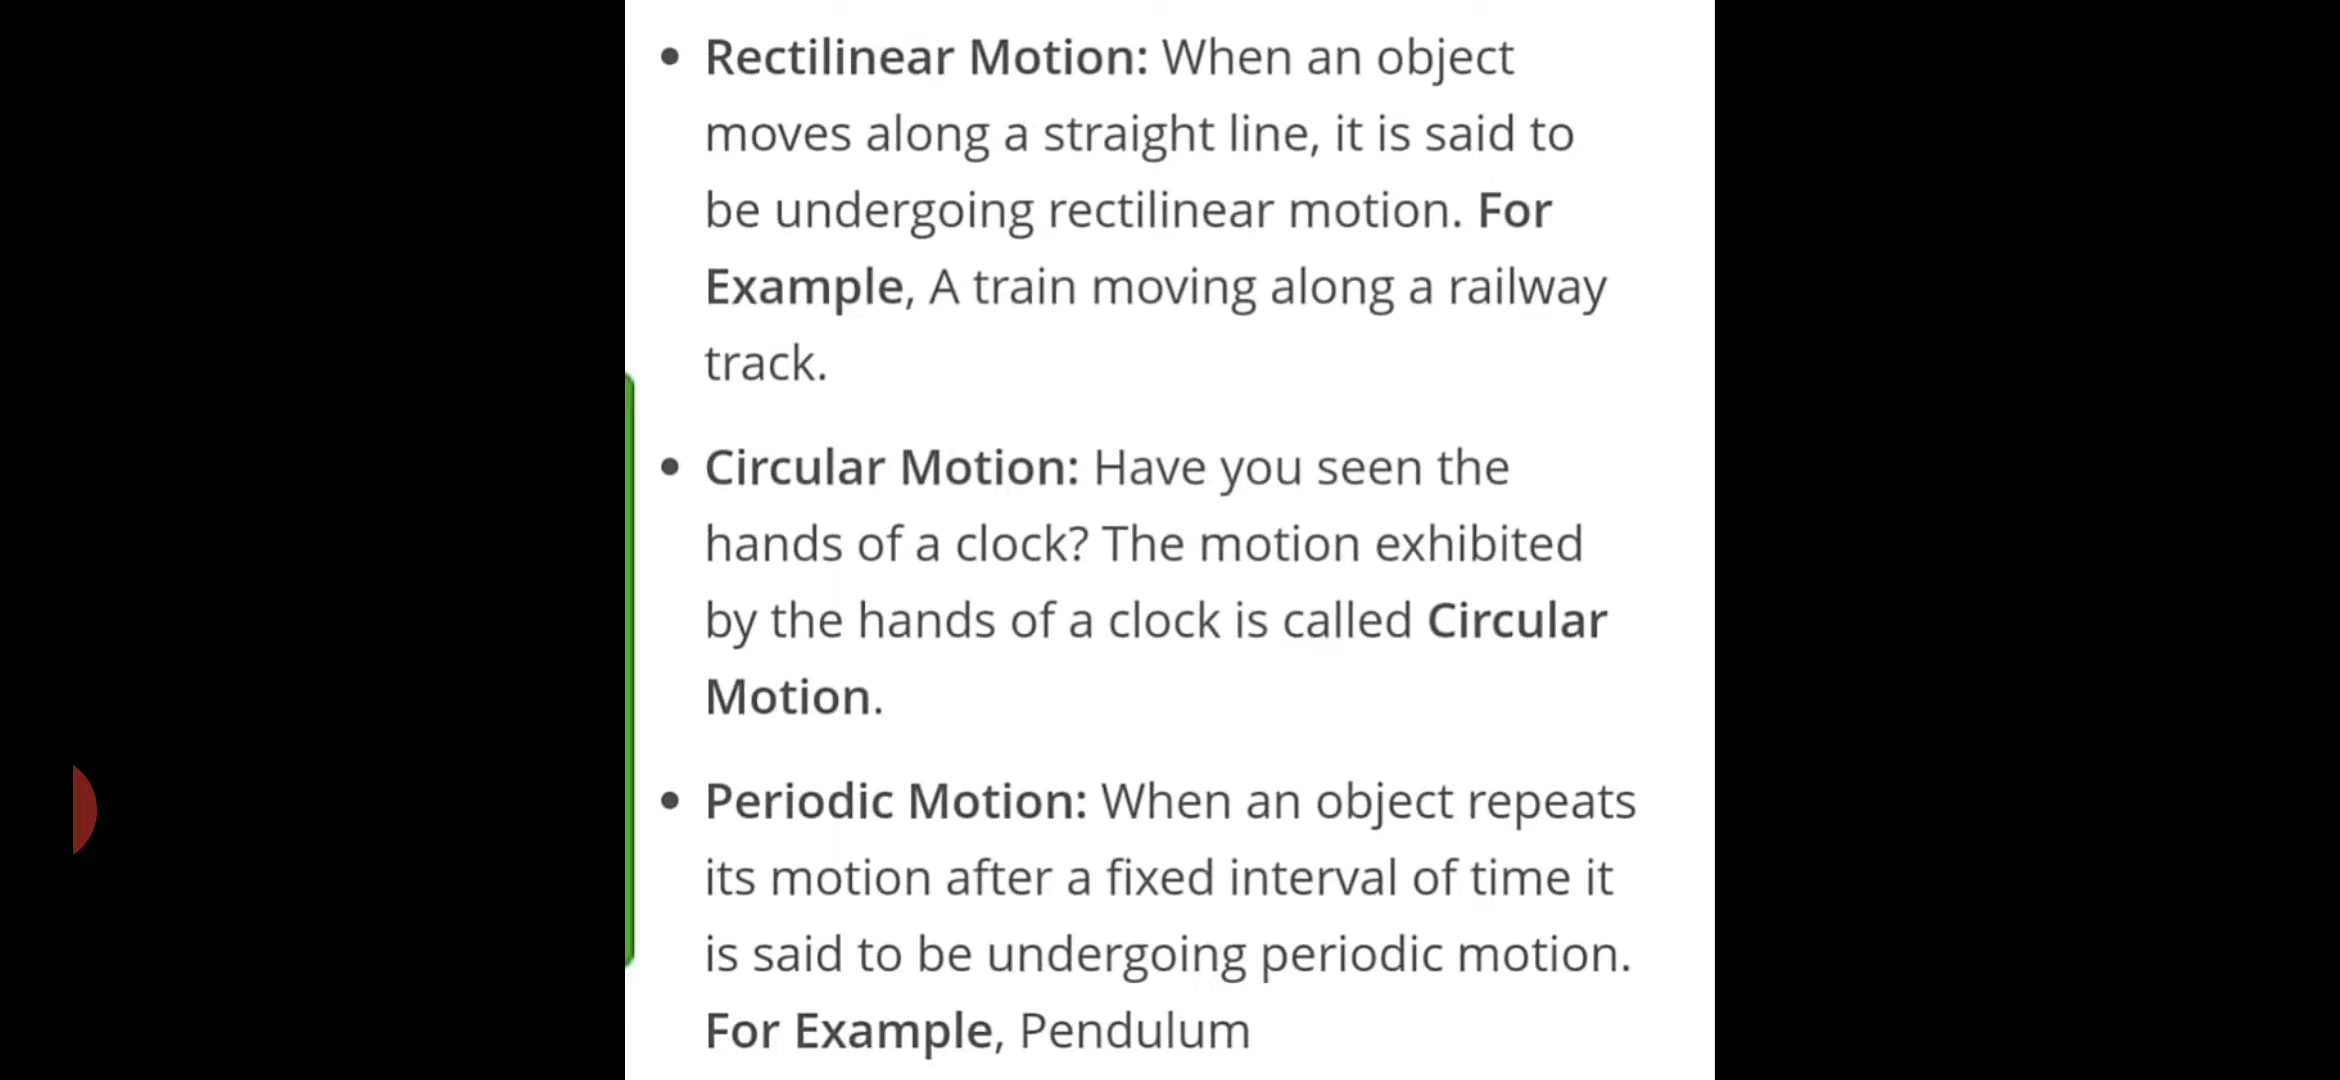 • Rectilinear Motion: When an object
moves along a straight line, it is said to
be undergoing rectilinear motion. For
Example, A train moving along a railway
track.
• Circular Motion: Have you seen the
hands of a clock? The motion exhibited
by the hands of a clock is called Circular
Motion.
• Periodic Motion: When an object repeats
its motion after a fixed interval of time it
is said to be undergoing periodic motion.
For Example, Pendulum